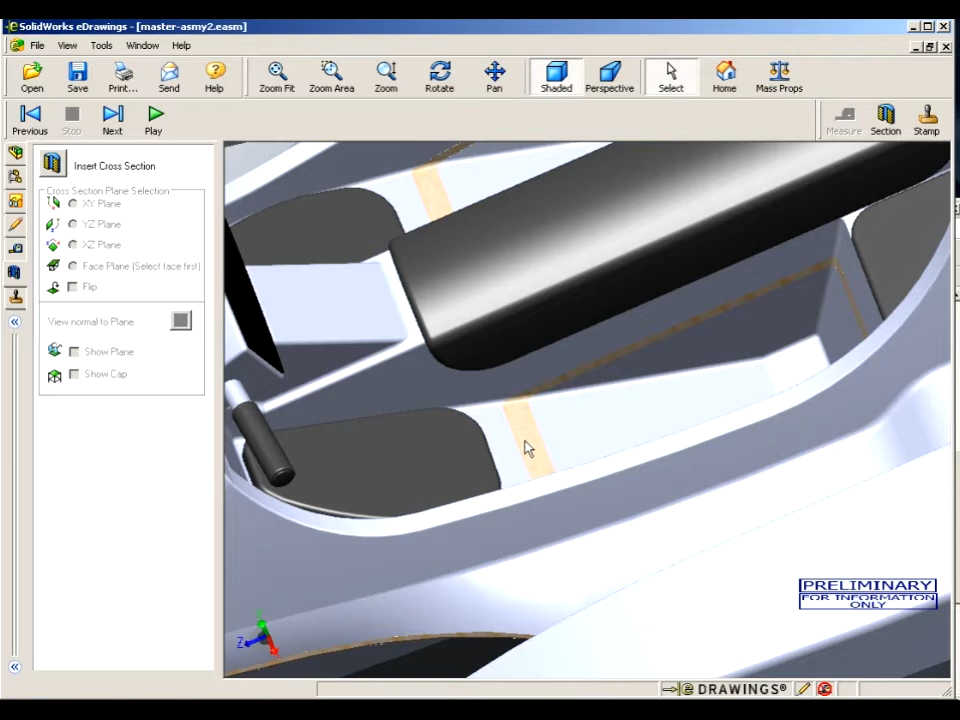 SolidWorks eDrawings - [master-asmy2.easm]
File View Tools Window Help
Open Save Print... Send Help Zoom Fit Zoom Area Zoom Rotate Pan Shaded Perspective Select Home Mass Props
Previous Stop Next Play Measure Section Stamp
Insert Cross Section
Cross Section Plane Selection
XY Plane
YZ Plane
XZ Plane
Face Plane (Select face first)
Flip
View normal to Plane
Show Plane
Show Cap
PRELIMINARY
FOR INFORMATION
ONLY
Z
eDRAWINGS®